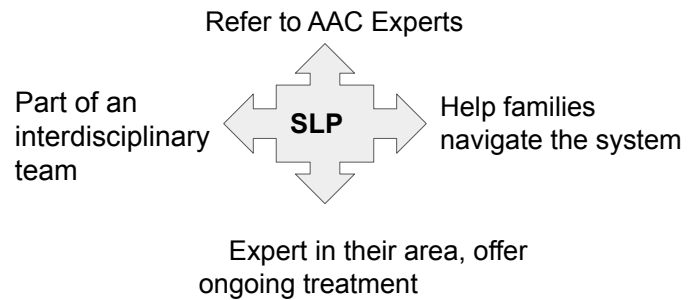 Refer to AAC Experts
Part of an
interdisciplinary
team
SLP
Help families
navigate the system
Expert in their area, offer
ongoing treatment